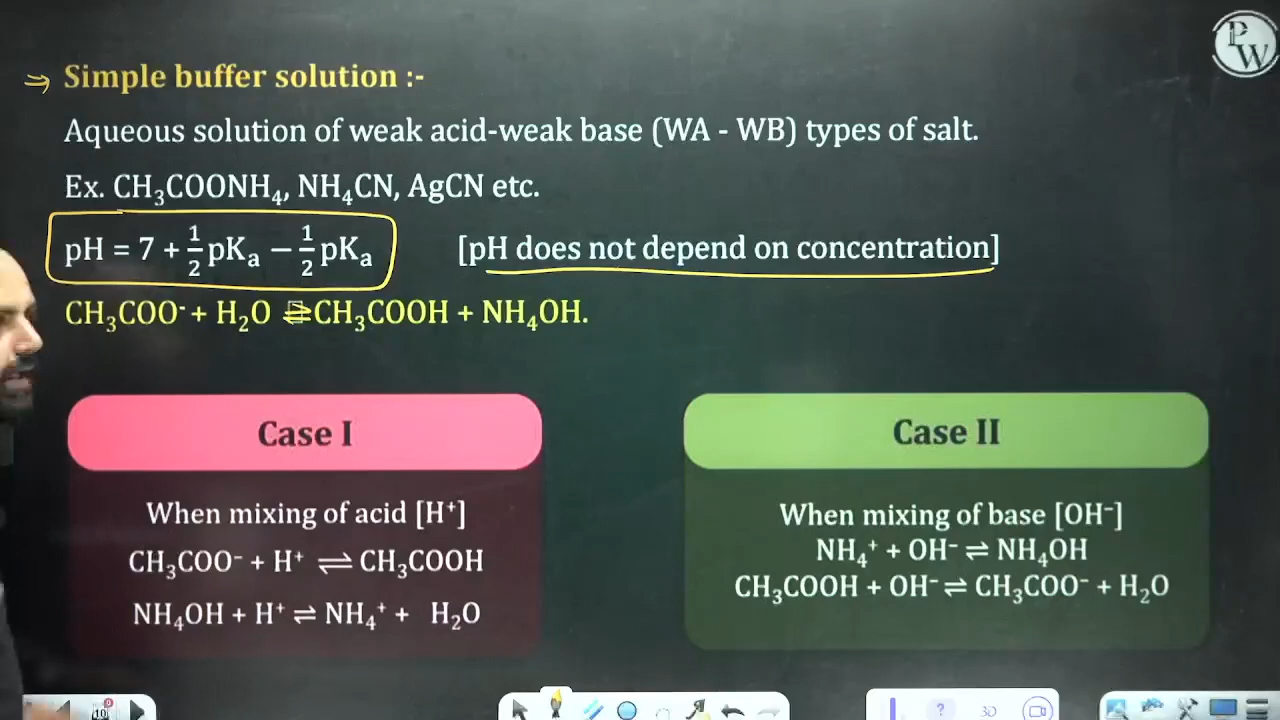 PW
⇒ Simple buffer solution :-
Aqueous solution of weak acid-weak base (WA - WB) types of salt.
Ex. CH₃COONH₄, NH₄CN, AgCN etc.
pH = 7 + 1/2 pKₐ − 1/2 pKₐ [pH does not depend on concentration]
CH₃COO⁻ + H₂O ⇌ CH₃COOH + NH₄OH.
Case I
When mixing of acid [H⁺]
CH₃COO⁻ + H⁺ ⇌ CH₃COOH
NH₄OH + H⁺ ⇌ NH₄⁺ + H₂O
Case II
When mixing of base [OH⁻]
NH₄⁺ + OH⁻ ⇌ NH₄OH
CH₃COOH + OH⁻ ⇌ CH₃COO⁻ + H₂O
?